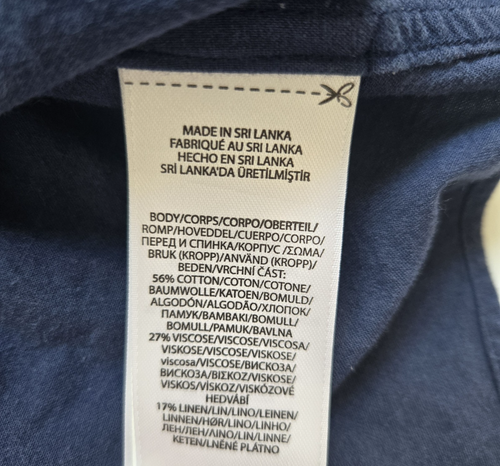 MADE IN SRI LANKA
FABRIQUÉ AU SRI LANKA
HECHO EN SRI LANKA
SRİ LANKA'DA ÜRETİLMİŞTİR
BODY/CORPS/CORPO/OBERTEIL/
ROMP/HOVEDDEL/CUERPO/CORPO/
ПЕРЕД И СПИНКА/КОРПУС /ΣΩΜΑ/
BRUK (KROPP)/ANVÄND (KROPP)/
BEDEN/VRCHNÍ ČÁST:
56% COTTON/COTON/COTONE/
BAUMWOLLE/KATOEN/BOMULD/
ALGODÓN/ALGODÃO/ХЛОПОК/
ПАМУК/ΒΑΜΒΑΚΙ/BOMULL/
BOMULL/PAMUK/BAVLNA
27% VISCOSE/VISCOSE/VISCOSA/
VISKOSE/VISCOSE/VISKOSE/
viscosa/VISCOSE/ВИСКОЗА/
ВИСКОЗА/ΒΙΣΚΟΖ/VISKOSE/
VISKOS/VİSKOZ/VISKÓZOVÉ
HEDVÁBÍ
17% LINEN/LIN/LINO/LEINEN/
LINNEN/HØR/LINO/LINHO/
ЛЕН/ЛЕН/ΛΙΝΟ/LIN/LINNE/
KETEN/LNĚNÉ PLÁTNO